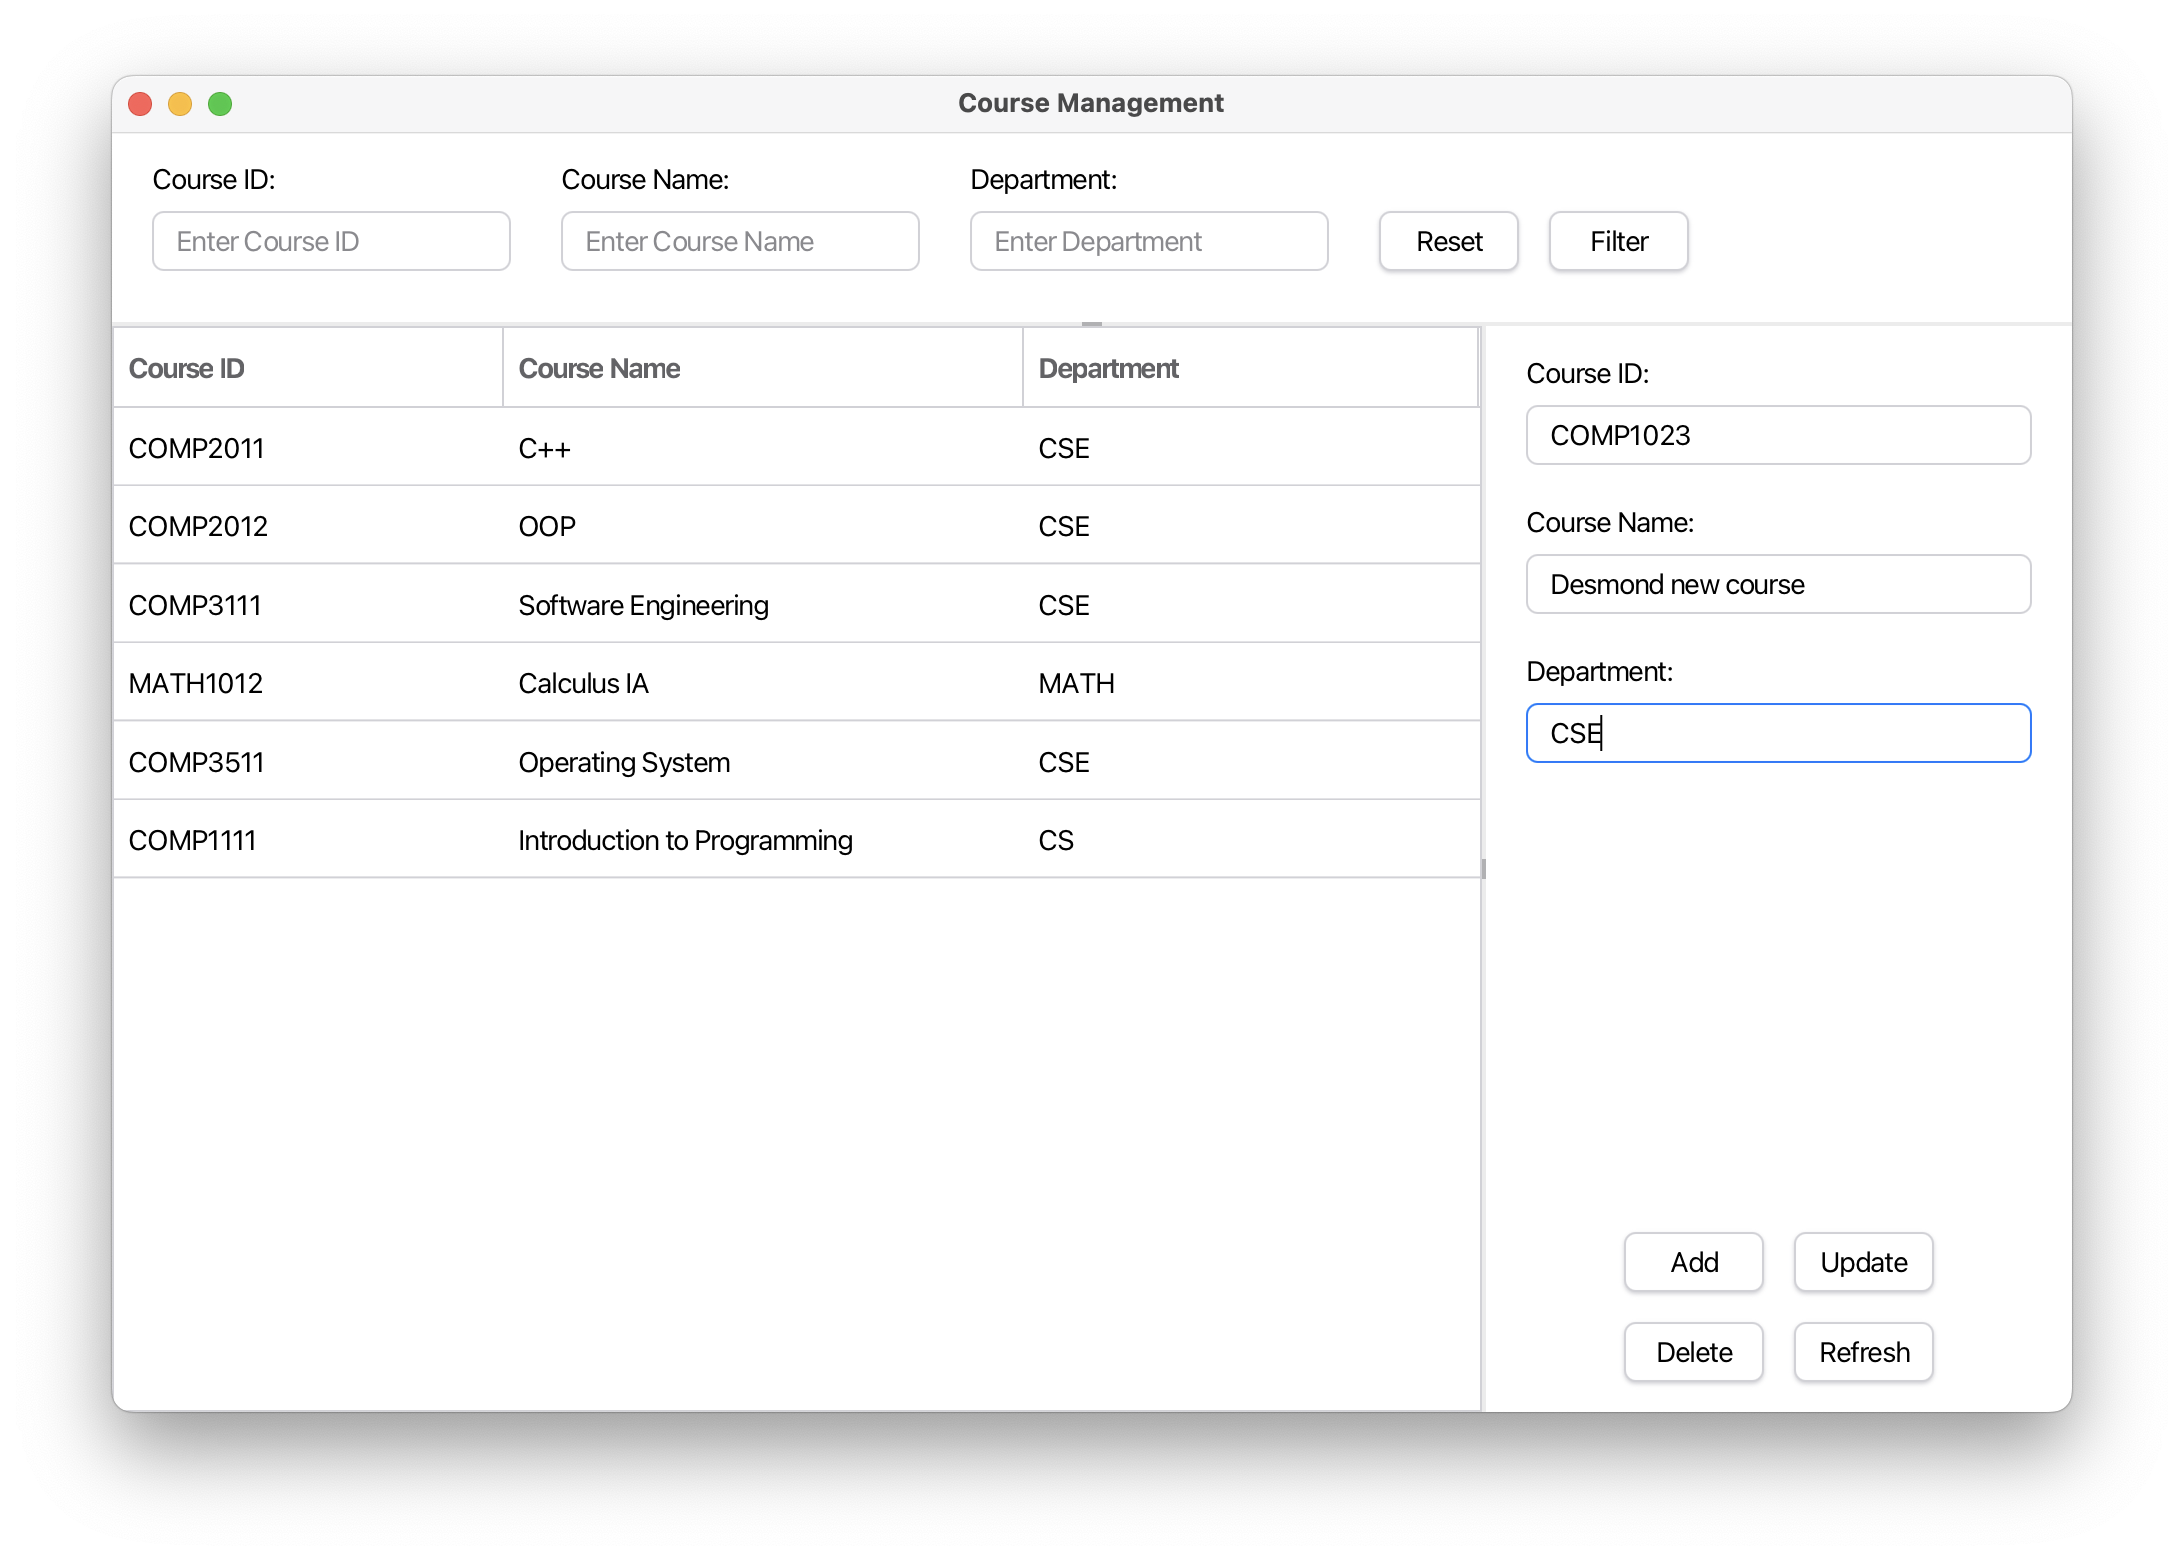 Course Management
Course ID: Course Name: Department:
Enter Course ID Enter Course Name Enter Department Reset Filter
Course ID Course Name Department
COMP2011 C++ CSE
COMP2012 OOP CSE
COMP3111 Software Engineering CSE
MATH1012 Calculus IA MATH
COMP3511 Operating System CSE
COMP1111 Introduction to Programming CS
Course ID:
COMP1023
Course Name:
Desmond new course
Department:
CSE
Add Update
Delete Refresh